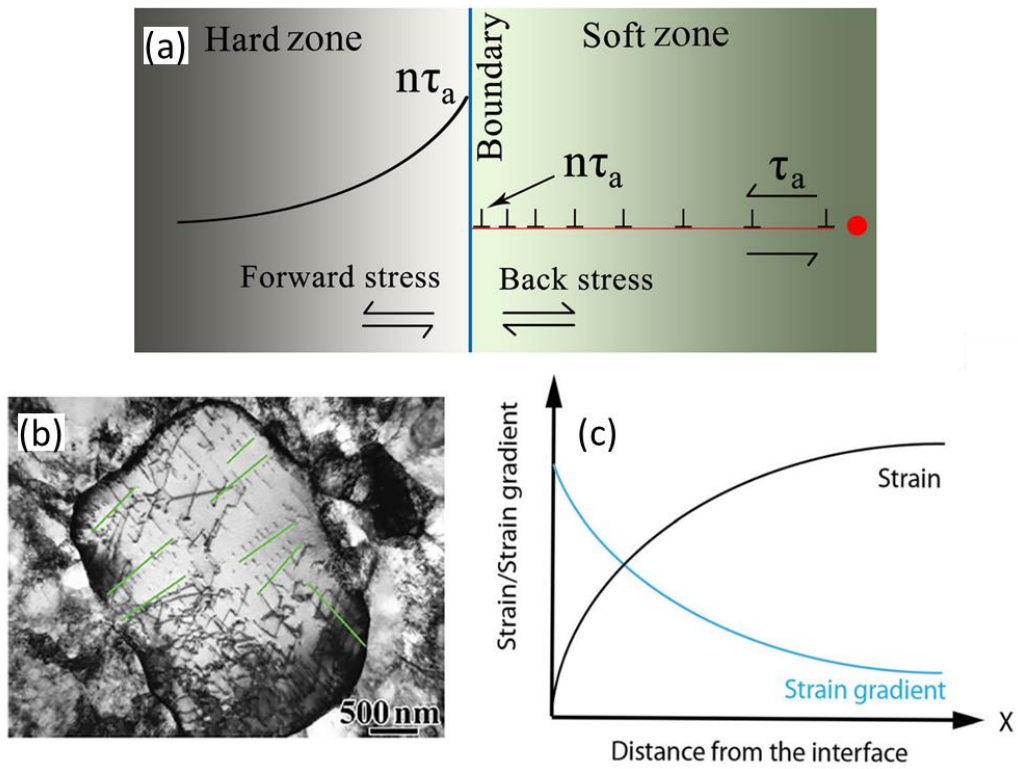 (a)
Hard zone
Soft zone
Boundary
nτa
nτa
τa
Forward stress
Back stress
(b)
500 nm
(c)
Strain/Strain gradient
Strain
Strain gradient
X
Distance from the interface